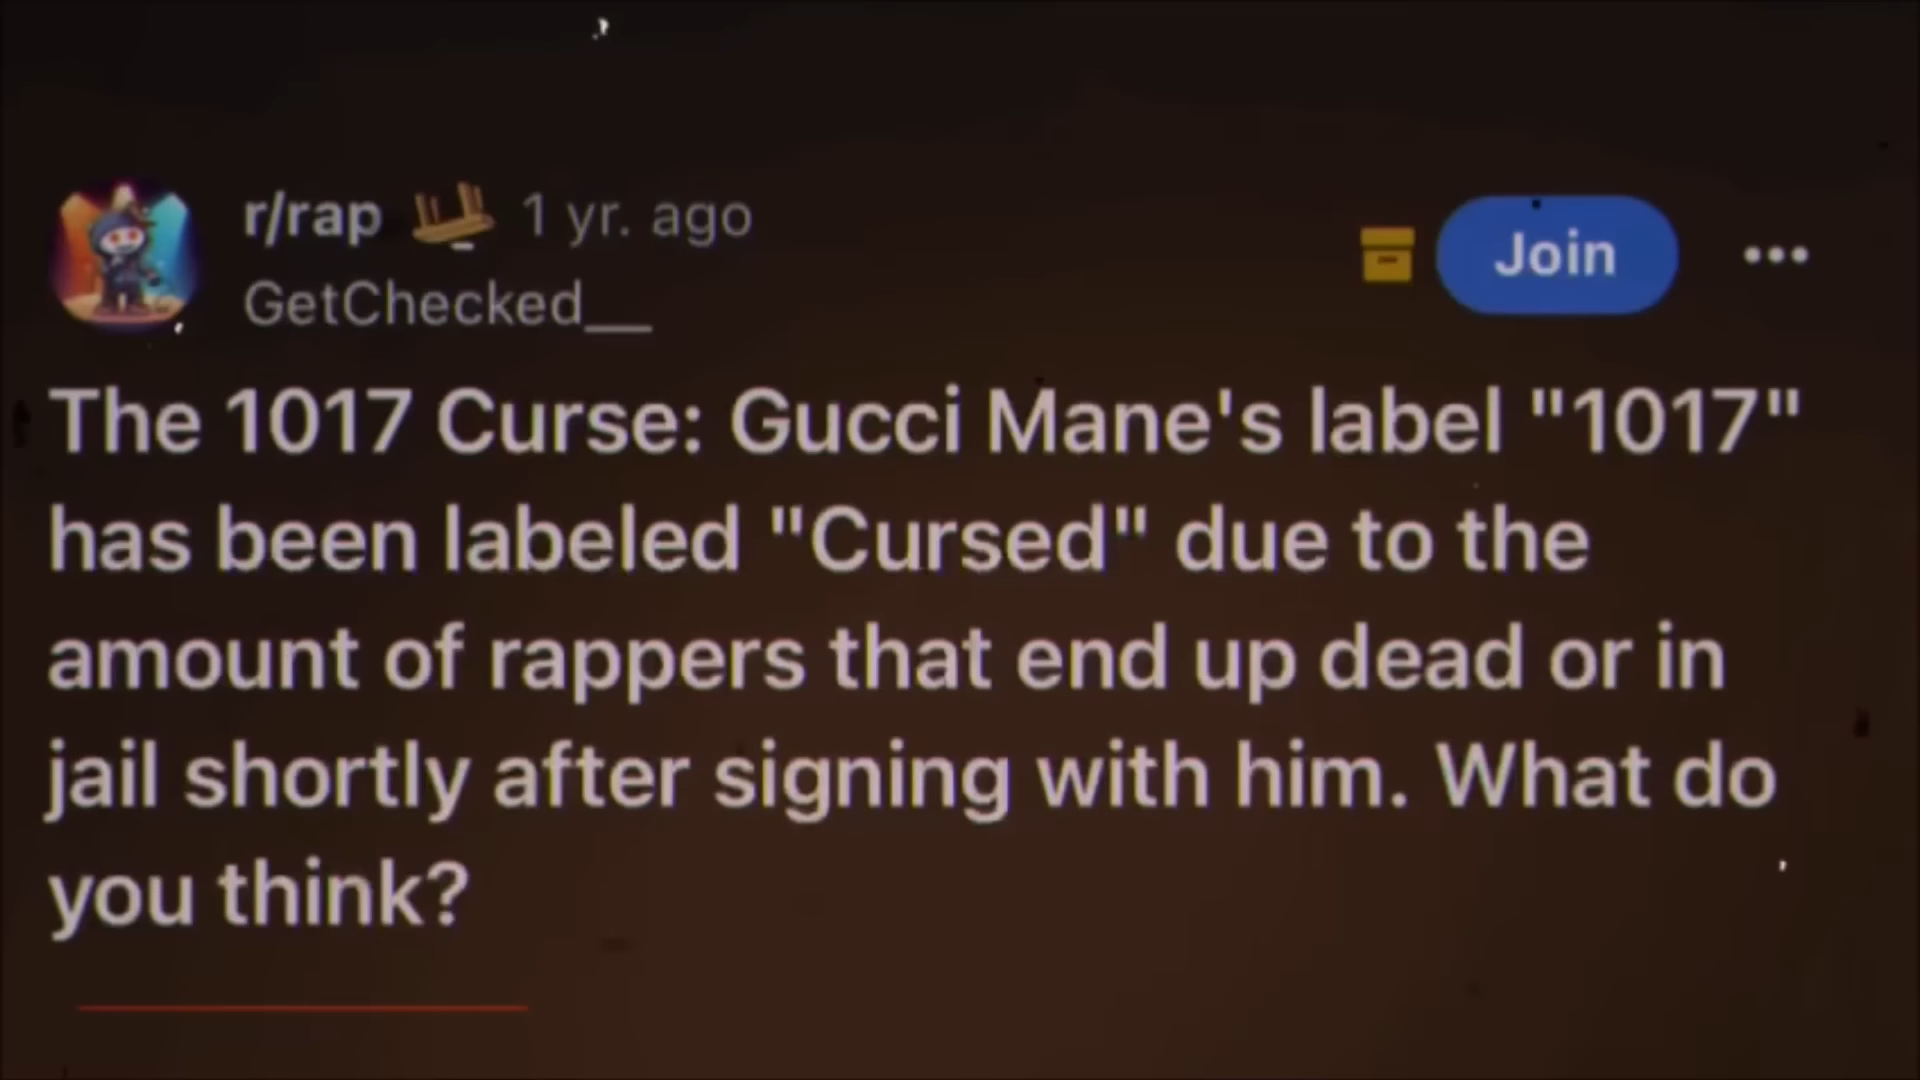 r/rap 1 yr. ago
Join
GetChecked__
The 1017 Curse: Gucci Mane's label "1017"
has been labeled "Cursed" due to the
amount of rappers that end up dead or in
jail shortly after signing with him. What do
you think?